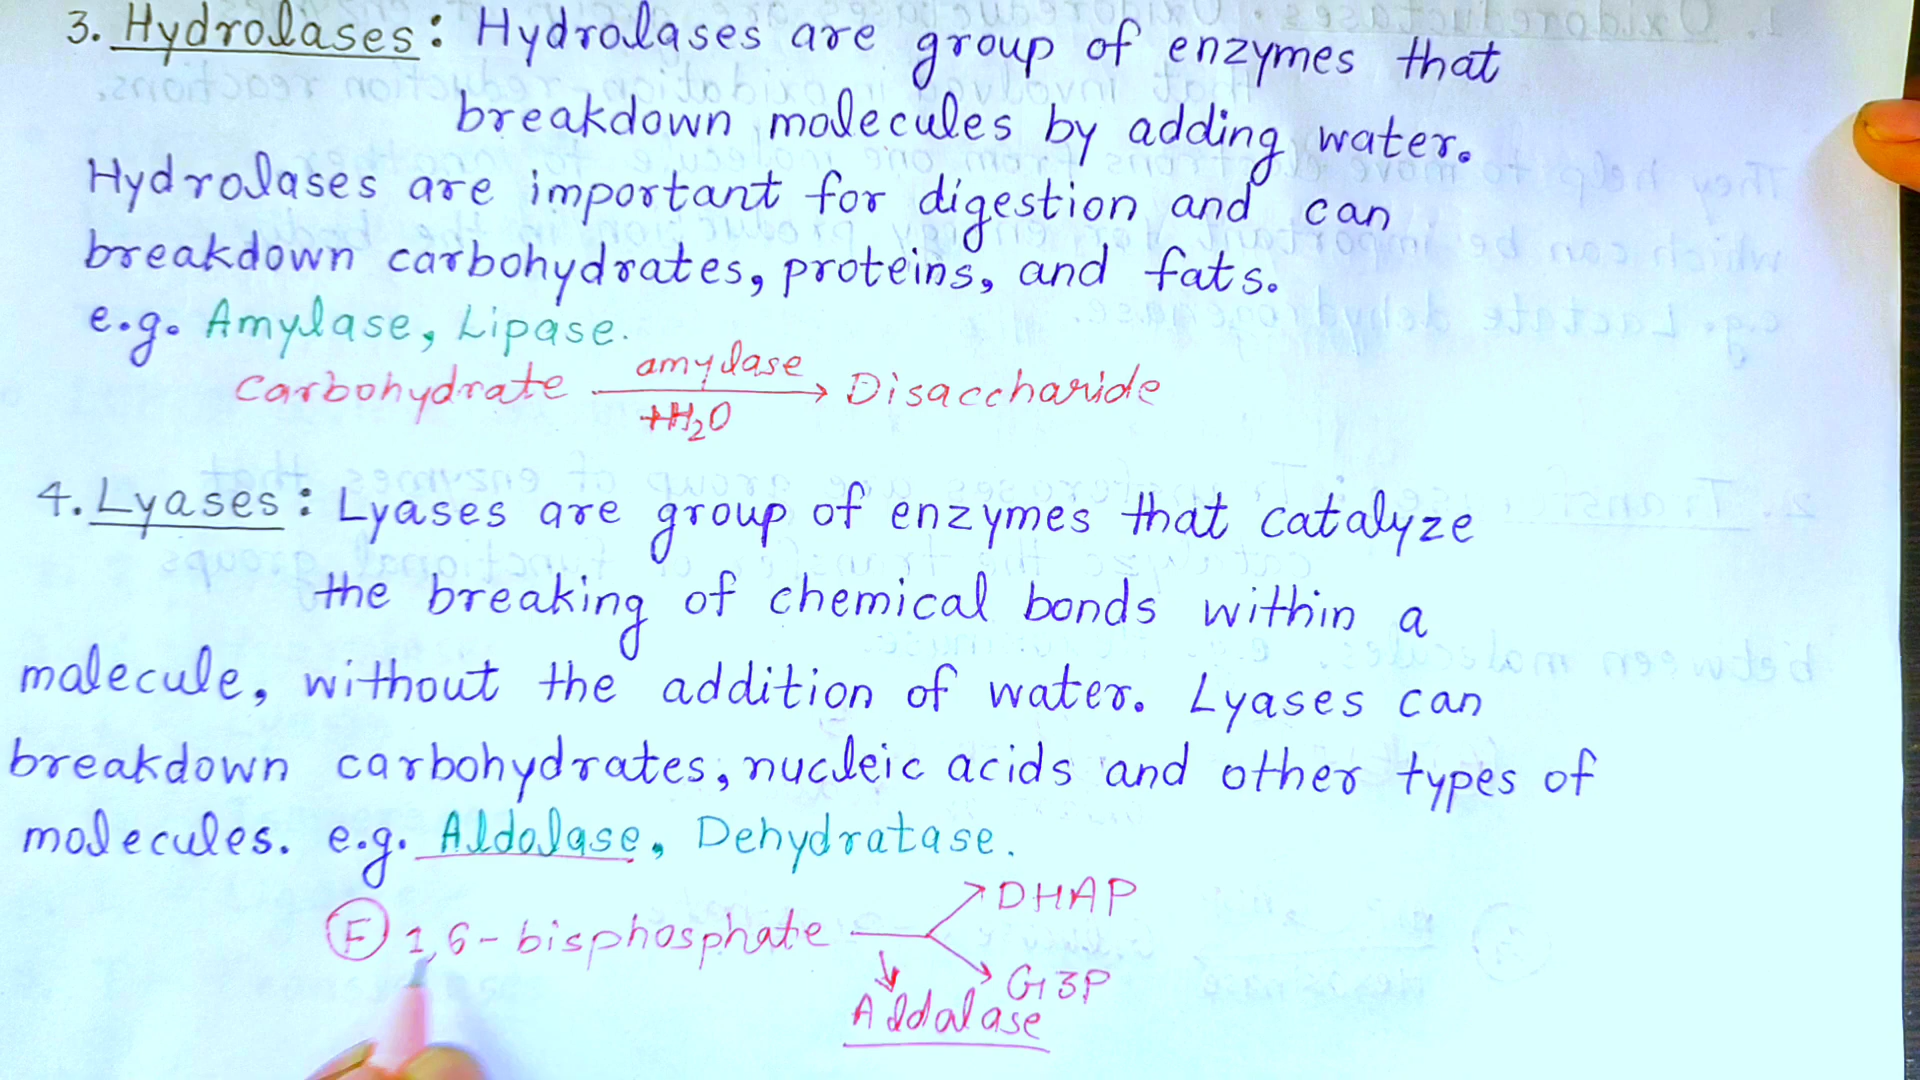 3. Hydrolases: Hydrolases are group of enzymes that
breakdown molecules by adding water.
Hydrolases are important for digestion and can
breakdown carbohydrates, proteins, and fats.
e.g. Amylase, Lipase.
Carbohydrate amylase +H₂O → Disaccharide
4. Lyases: Lyases are group of enzymes that catalyze
the breaking of chemical bonds within a
molecule, without the addition of water. Lyases can
breakdown carbohydrates, nucleic acids and other types of
molecules. e.g. Aldolase, Dehydratase.
DHAP
F 1,6-bisphosphate
G3P
Aldalase